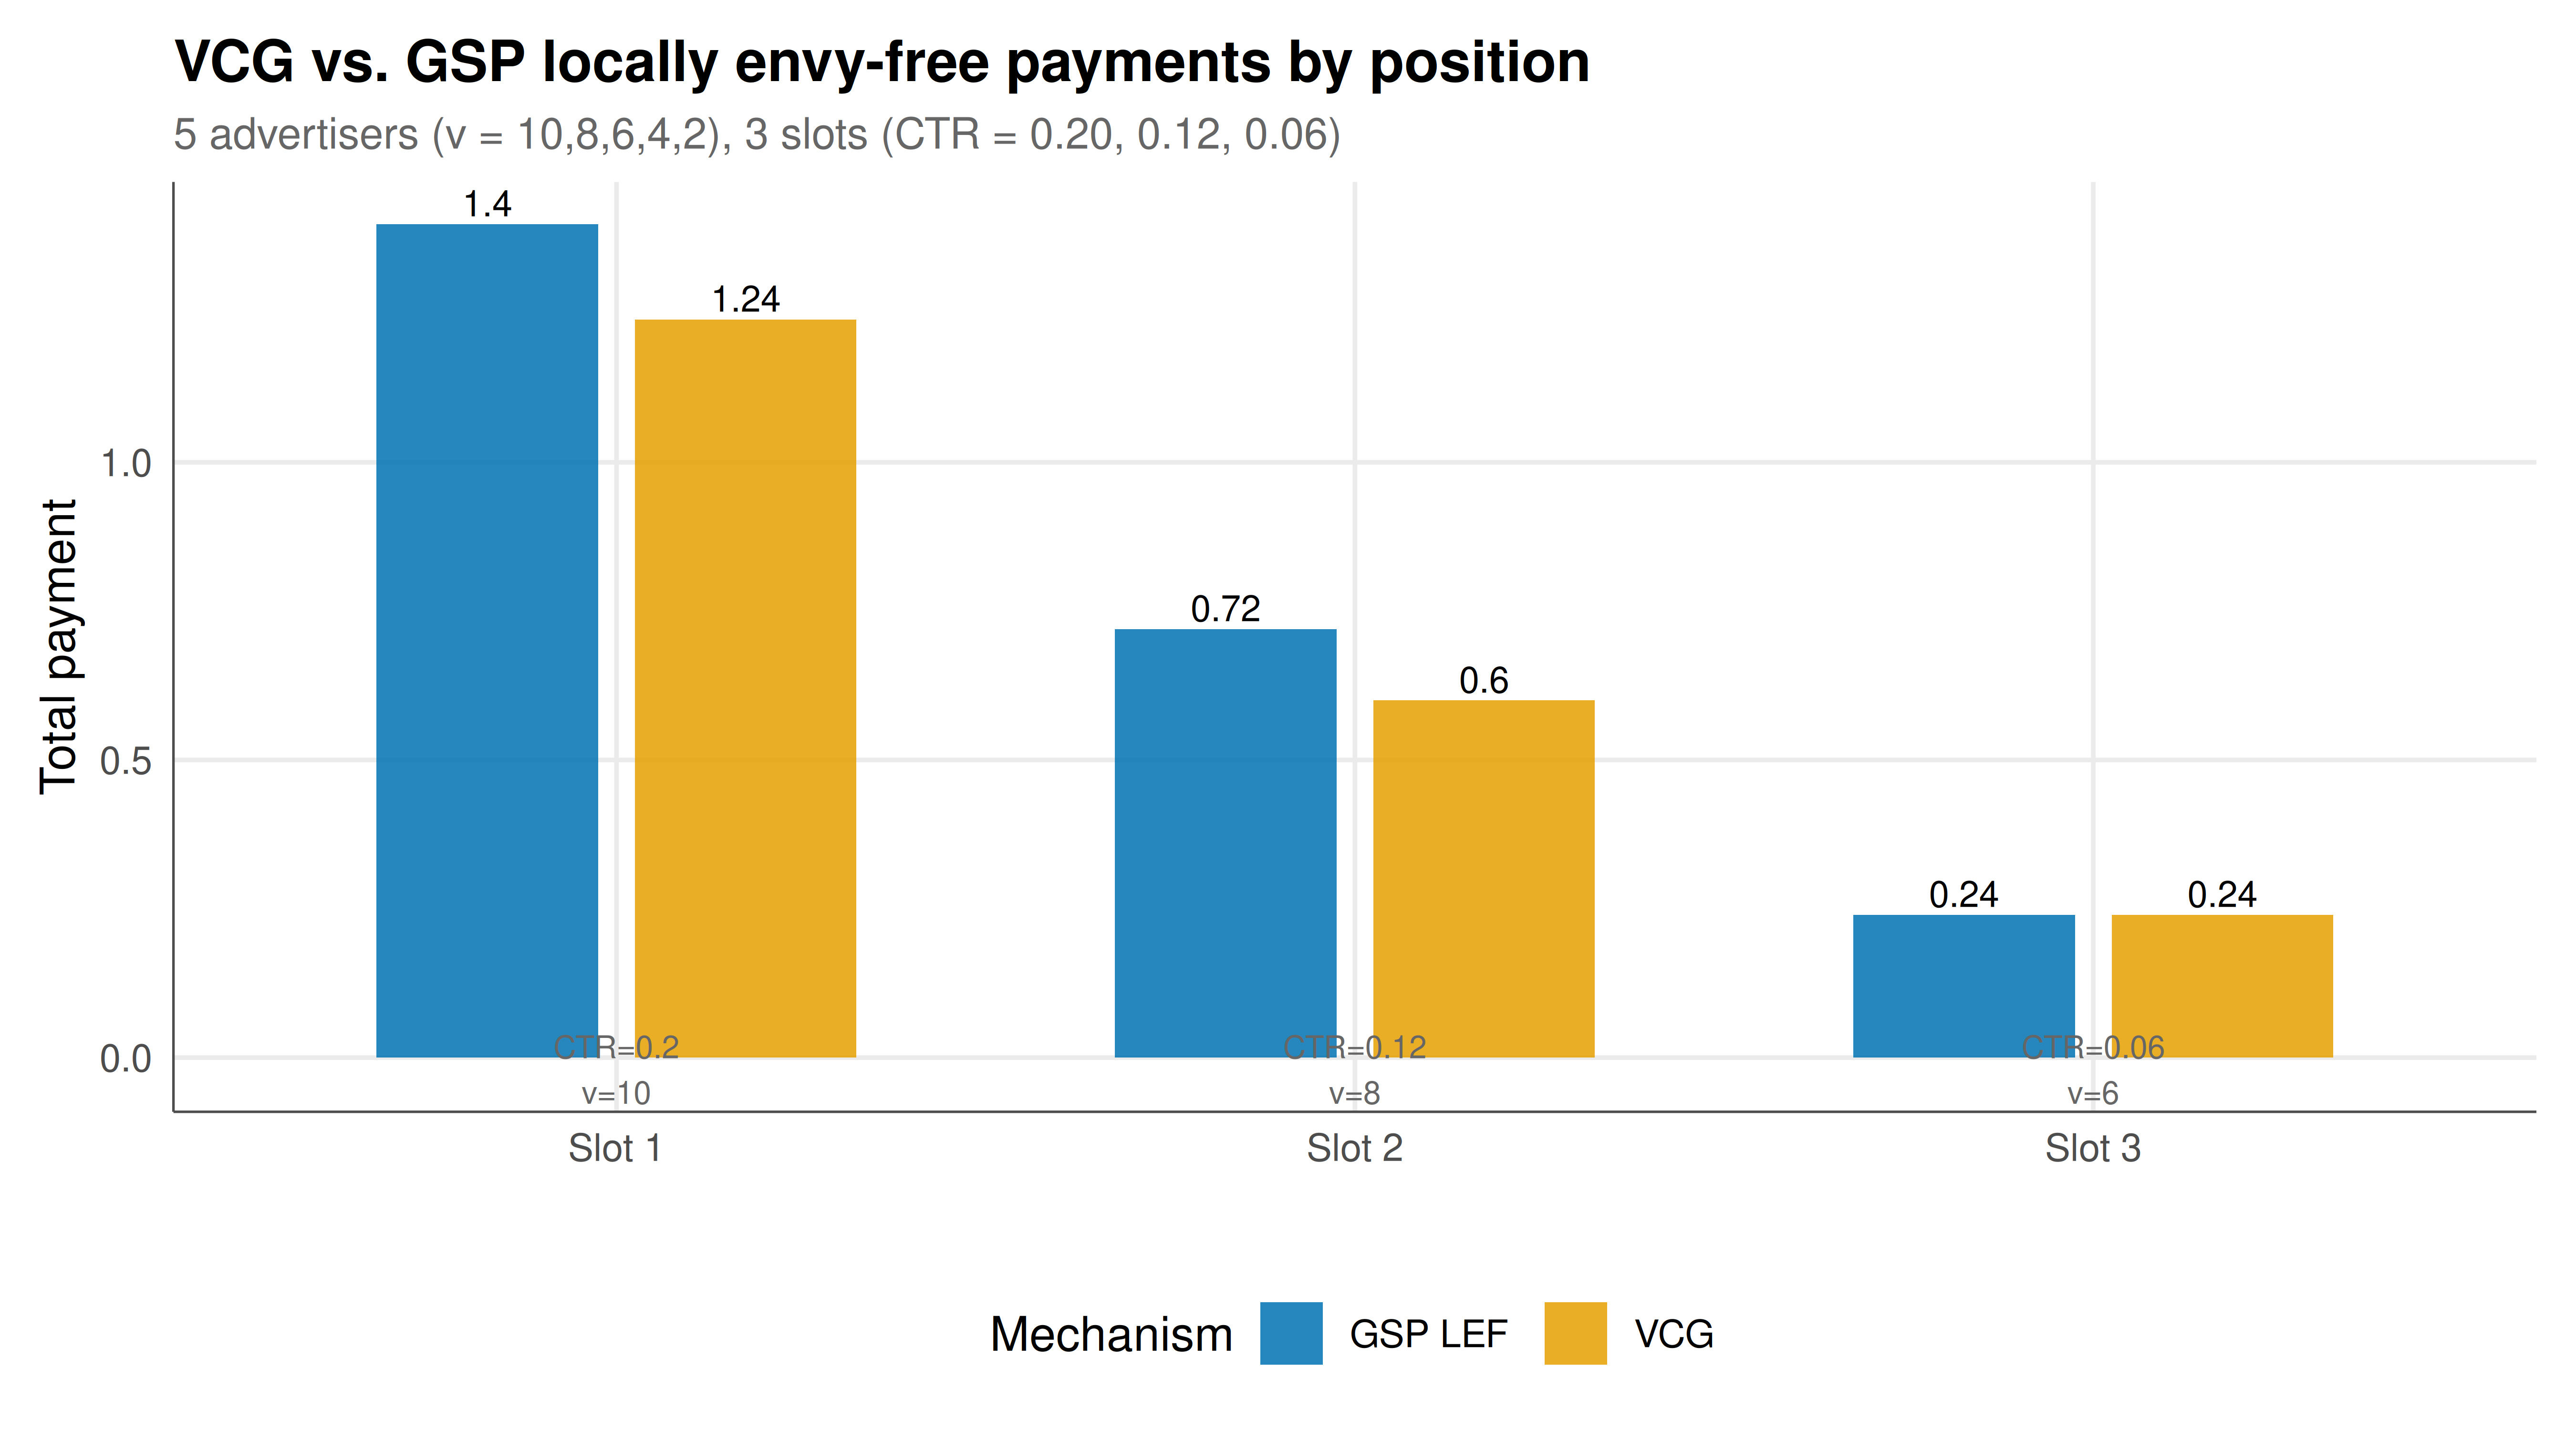 VCG vs. GSP locally envy-free payments by position
5 advertisers (v = 10,8,6,4,2), 3 slots (CTR = 0.20, 0.12, 0.06)
Total payment
1.0
0.5
0.0
1.4
1.24
0.72
0.6
0.24
0.24
CTR=0.2
v=10
CTR=0.12
v=8
CTR=0.06
v=6
Slot 1
Slot 2
Slot 3
Mechanism
GSP LEF
VCG